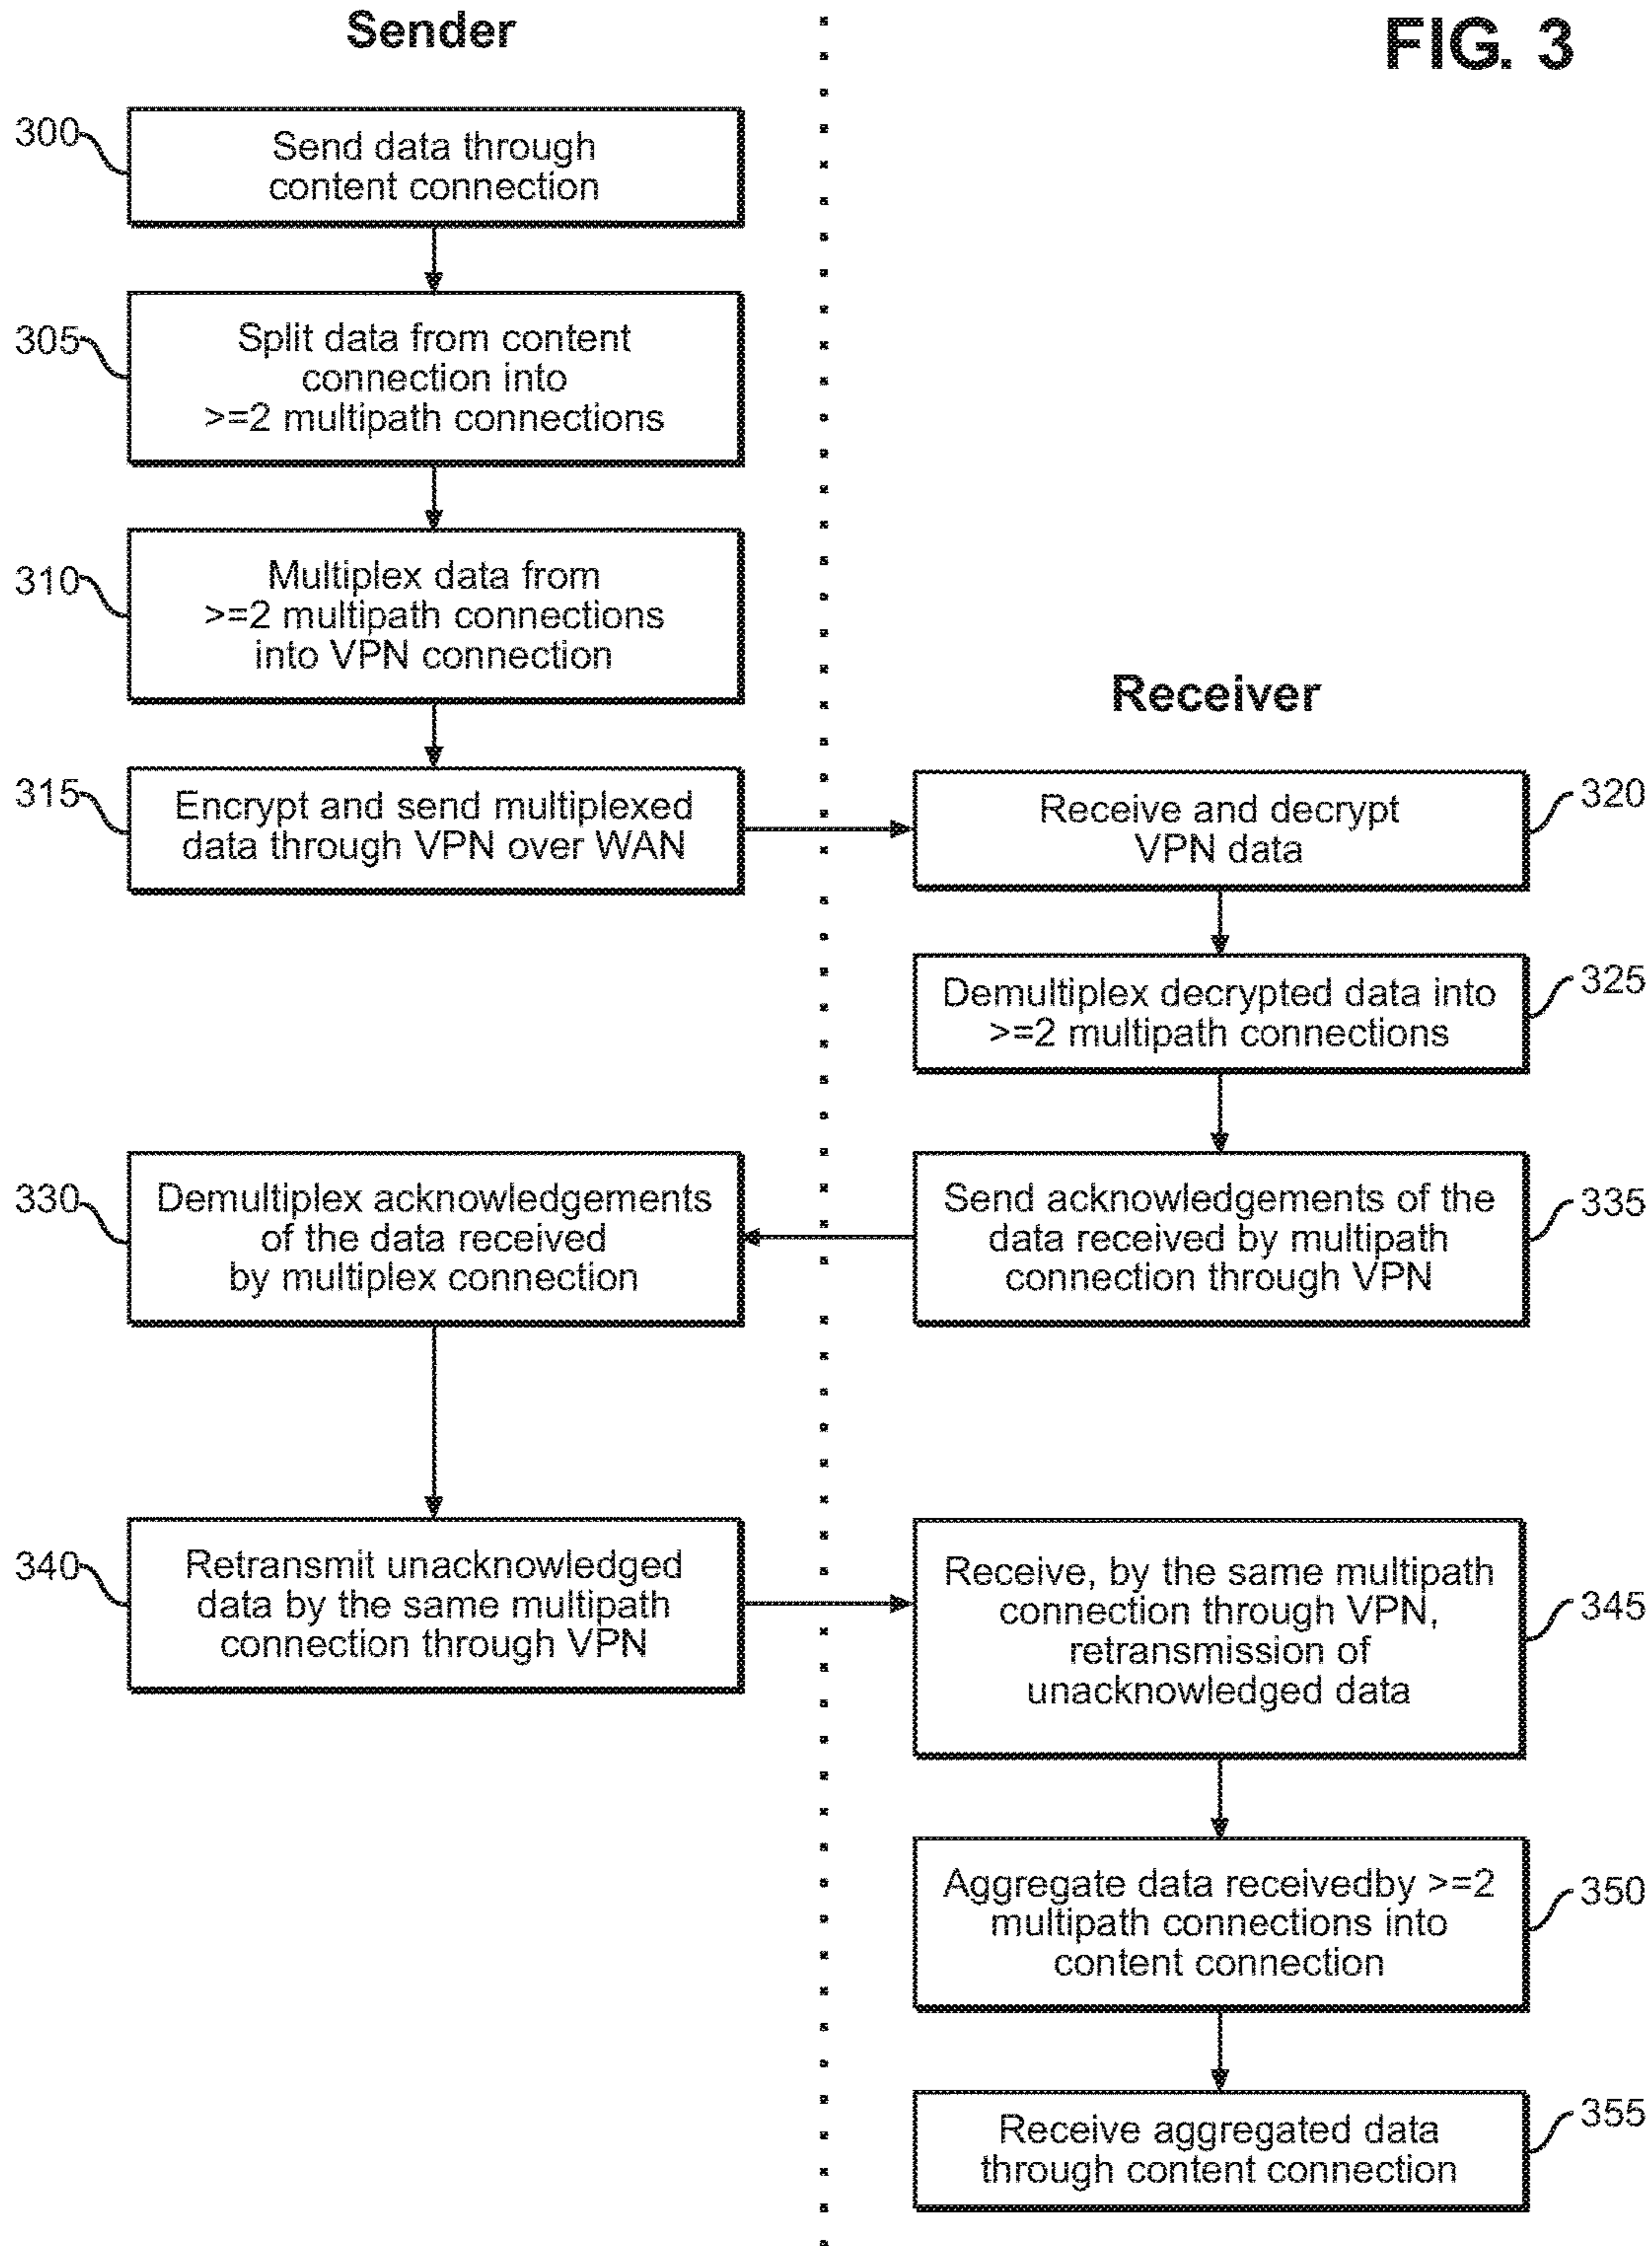 Sender
FIG. 3
300
Send data through
content connection
305
Split data from content
connection into
>=2 multipath connections
310
Multiplex data from
>=2 multipath connections
into VPN connection
Receiver
315
Encrypt and send multiplexed
data through VPN over WAN
320
Receive and decrypt
VPN data
325
Demultiplex decrypted data into
>=2 multipath connections
330
Demultiplex acknowledgements
of the data received
by multiplex connection
335
Send acknowledgements of the
data received by multipath
connection through VPN
340
Retransmit unacknowledged
data by the same multipath
connection through VPN
345
Receive, by the same multipath
connection through VPN,
retransmission of
unacknowledged data
350
Aggregate data receivedby >=2
multipath connections into
content connection
355
Receive aggregated data
through content connection